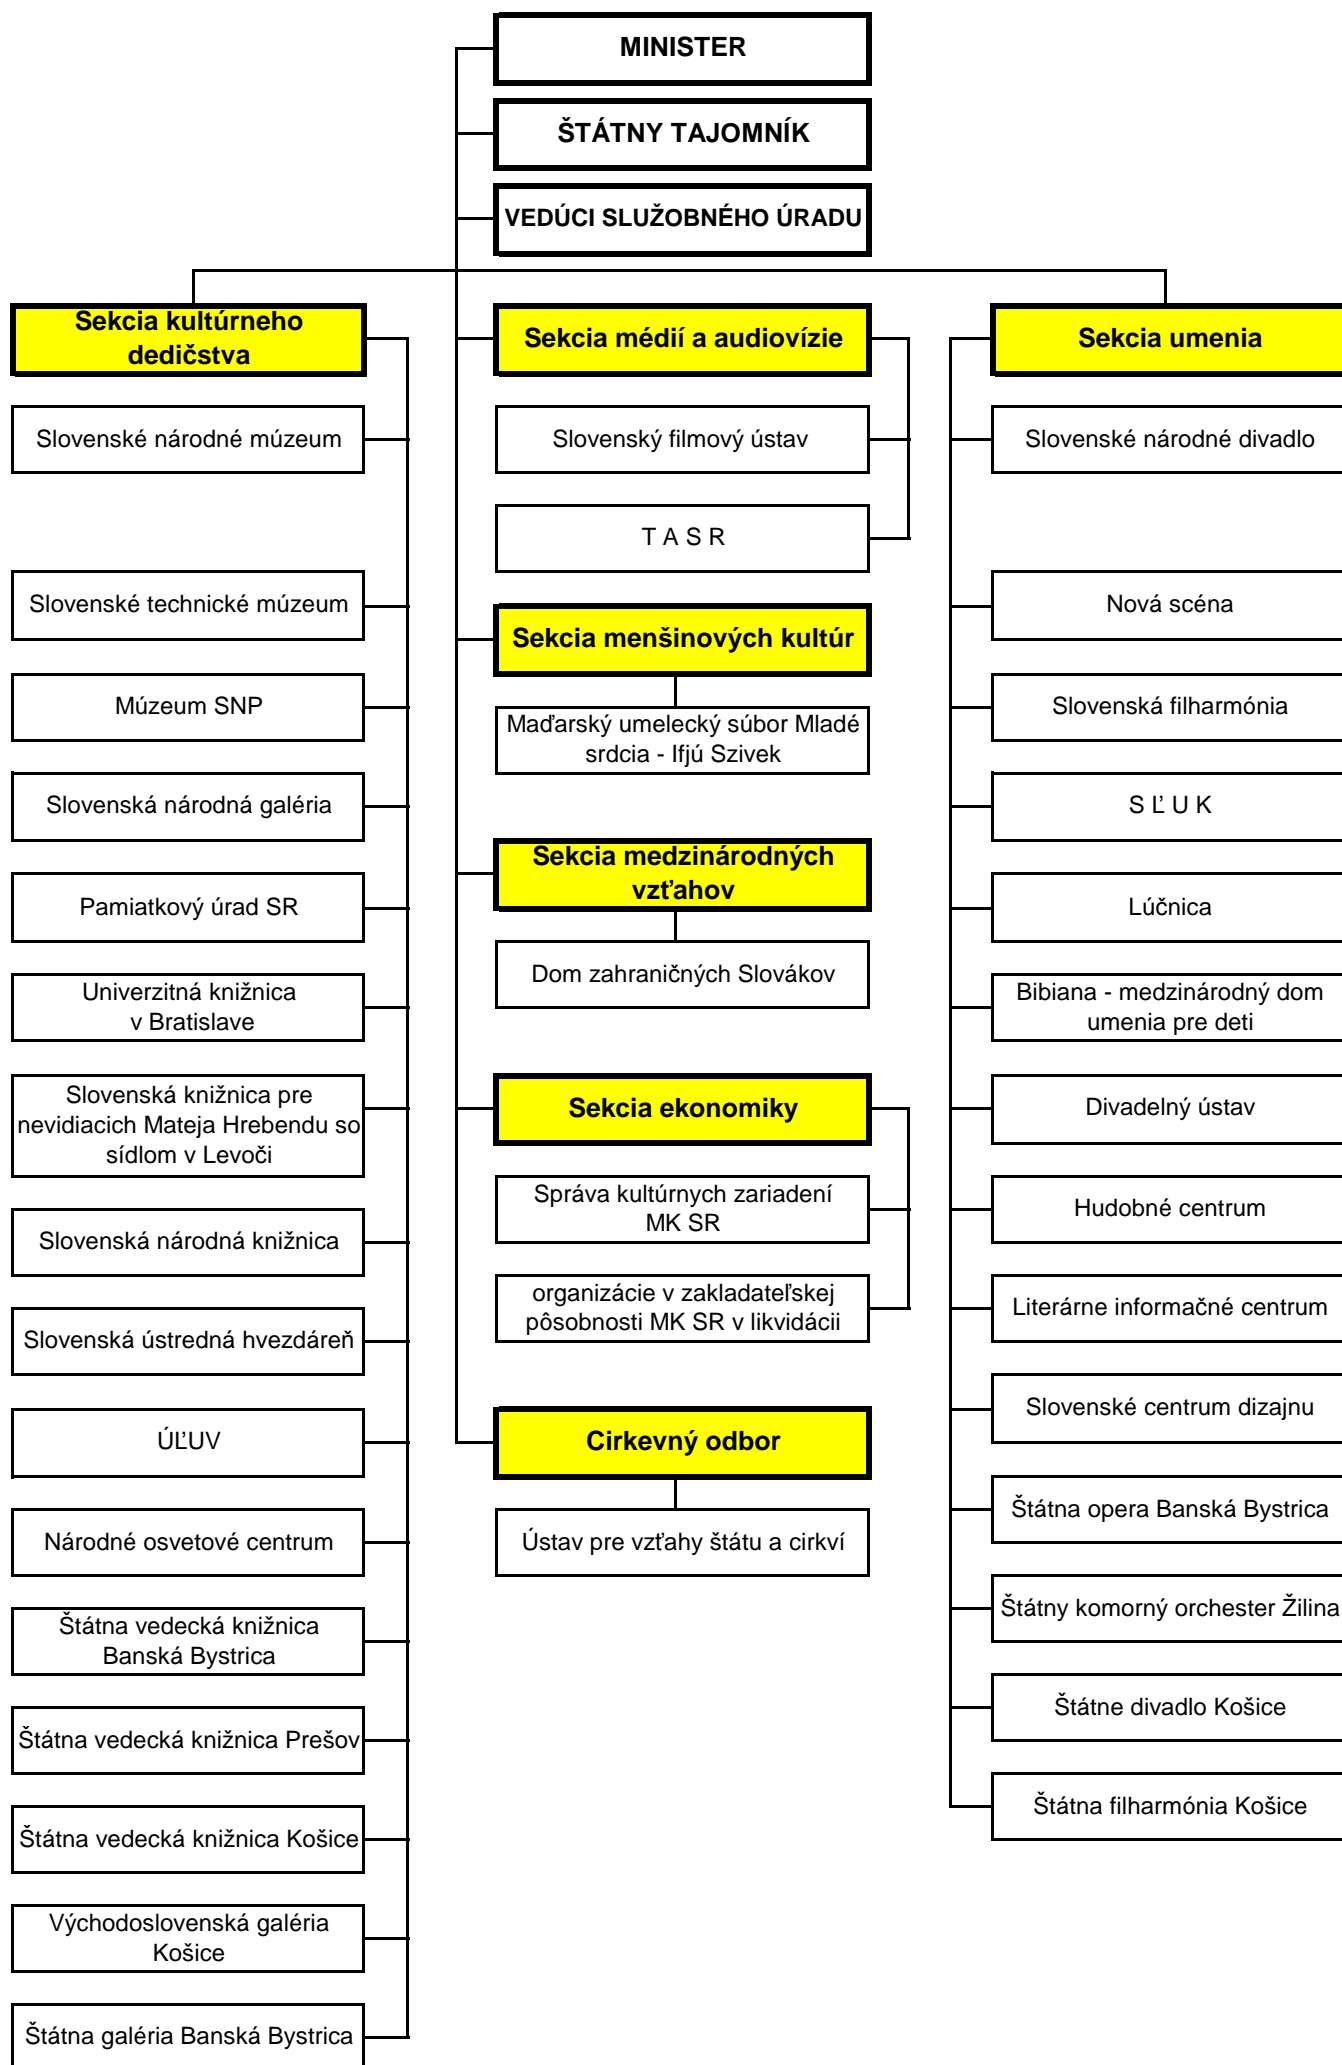 MINISTER
ŠTÁTNY TAJOMNÍK
VEDÚCI SLUŽOBNÉHO ÚRADU
Sekcia kultúrneho
dedičstva
Slovenské národné múzeum
Slovenské technické múzeum
Múzeum SNP
Slovenská národná galéria
Pamiatkový úrad SR
Univerzitná knižnica
v Bratislave
Slovenská knižnica pre
nevidiacich Mateja Hrebendu so
sídlom v Levoči
Slovenská národná knižnica
Slovenská ústredná hvezdáreň
ÚĽUV
Národné osvetové centrum
Štátna vedecká knižnica
Banská Bystrica
Štátna vedecká knižnica Prešov
Štátna vedecká knižnica Košice
Východoslovenská galéria
Košice
Štátna galéria Banská Bystrica
Sekcia médií a audiovízie
Slovenský filmový ústav
T A S R
Sekcia menšinových kultúr
Maďarský umelecký súbor Mladé
srdcia - Ifjú Szivek
Sekcia medzinárodných
vzťahov
Dom zahraničných Slovákov
Sekcia ekonomiky
Správa kultúrnych zariadení
MK SR
organizácie v zakladateľskej
pôsobnosti MK SR v likvidácii
Cirkevný odbor
Ústav pre vzťahy štátu a cirkví
Sekcia umenia
Slovenské národné divadlo
Nová scéna
Slovenská filharmónia
S Ľ U K
Lúčnica
Bibiana - medzinárodný dom
umenia pre deti
Divadelný ústav
Hudobné centrum
Literárne informačné centrum
Slovenské centrum dizajnu
Štátna opera Banská Bystrica
Štátny komorný orchester Žilina
Štátne divadlo Košice
Štátna filharmónia Košice